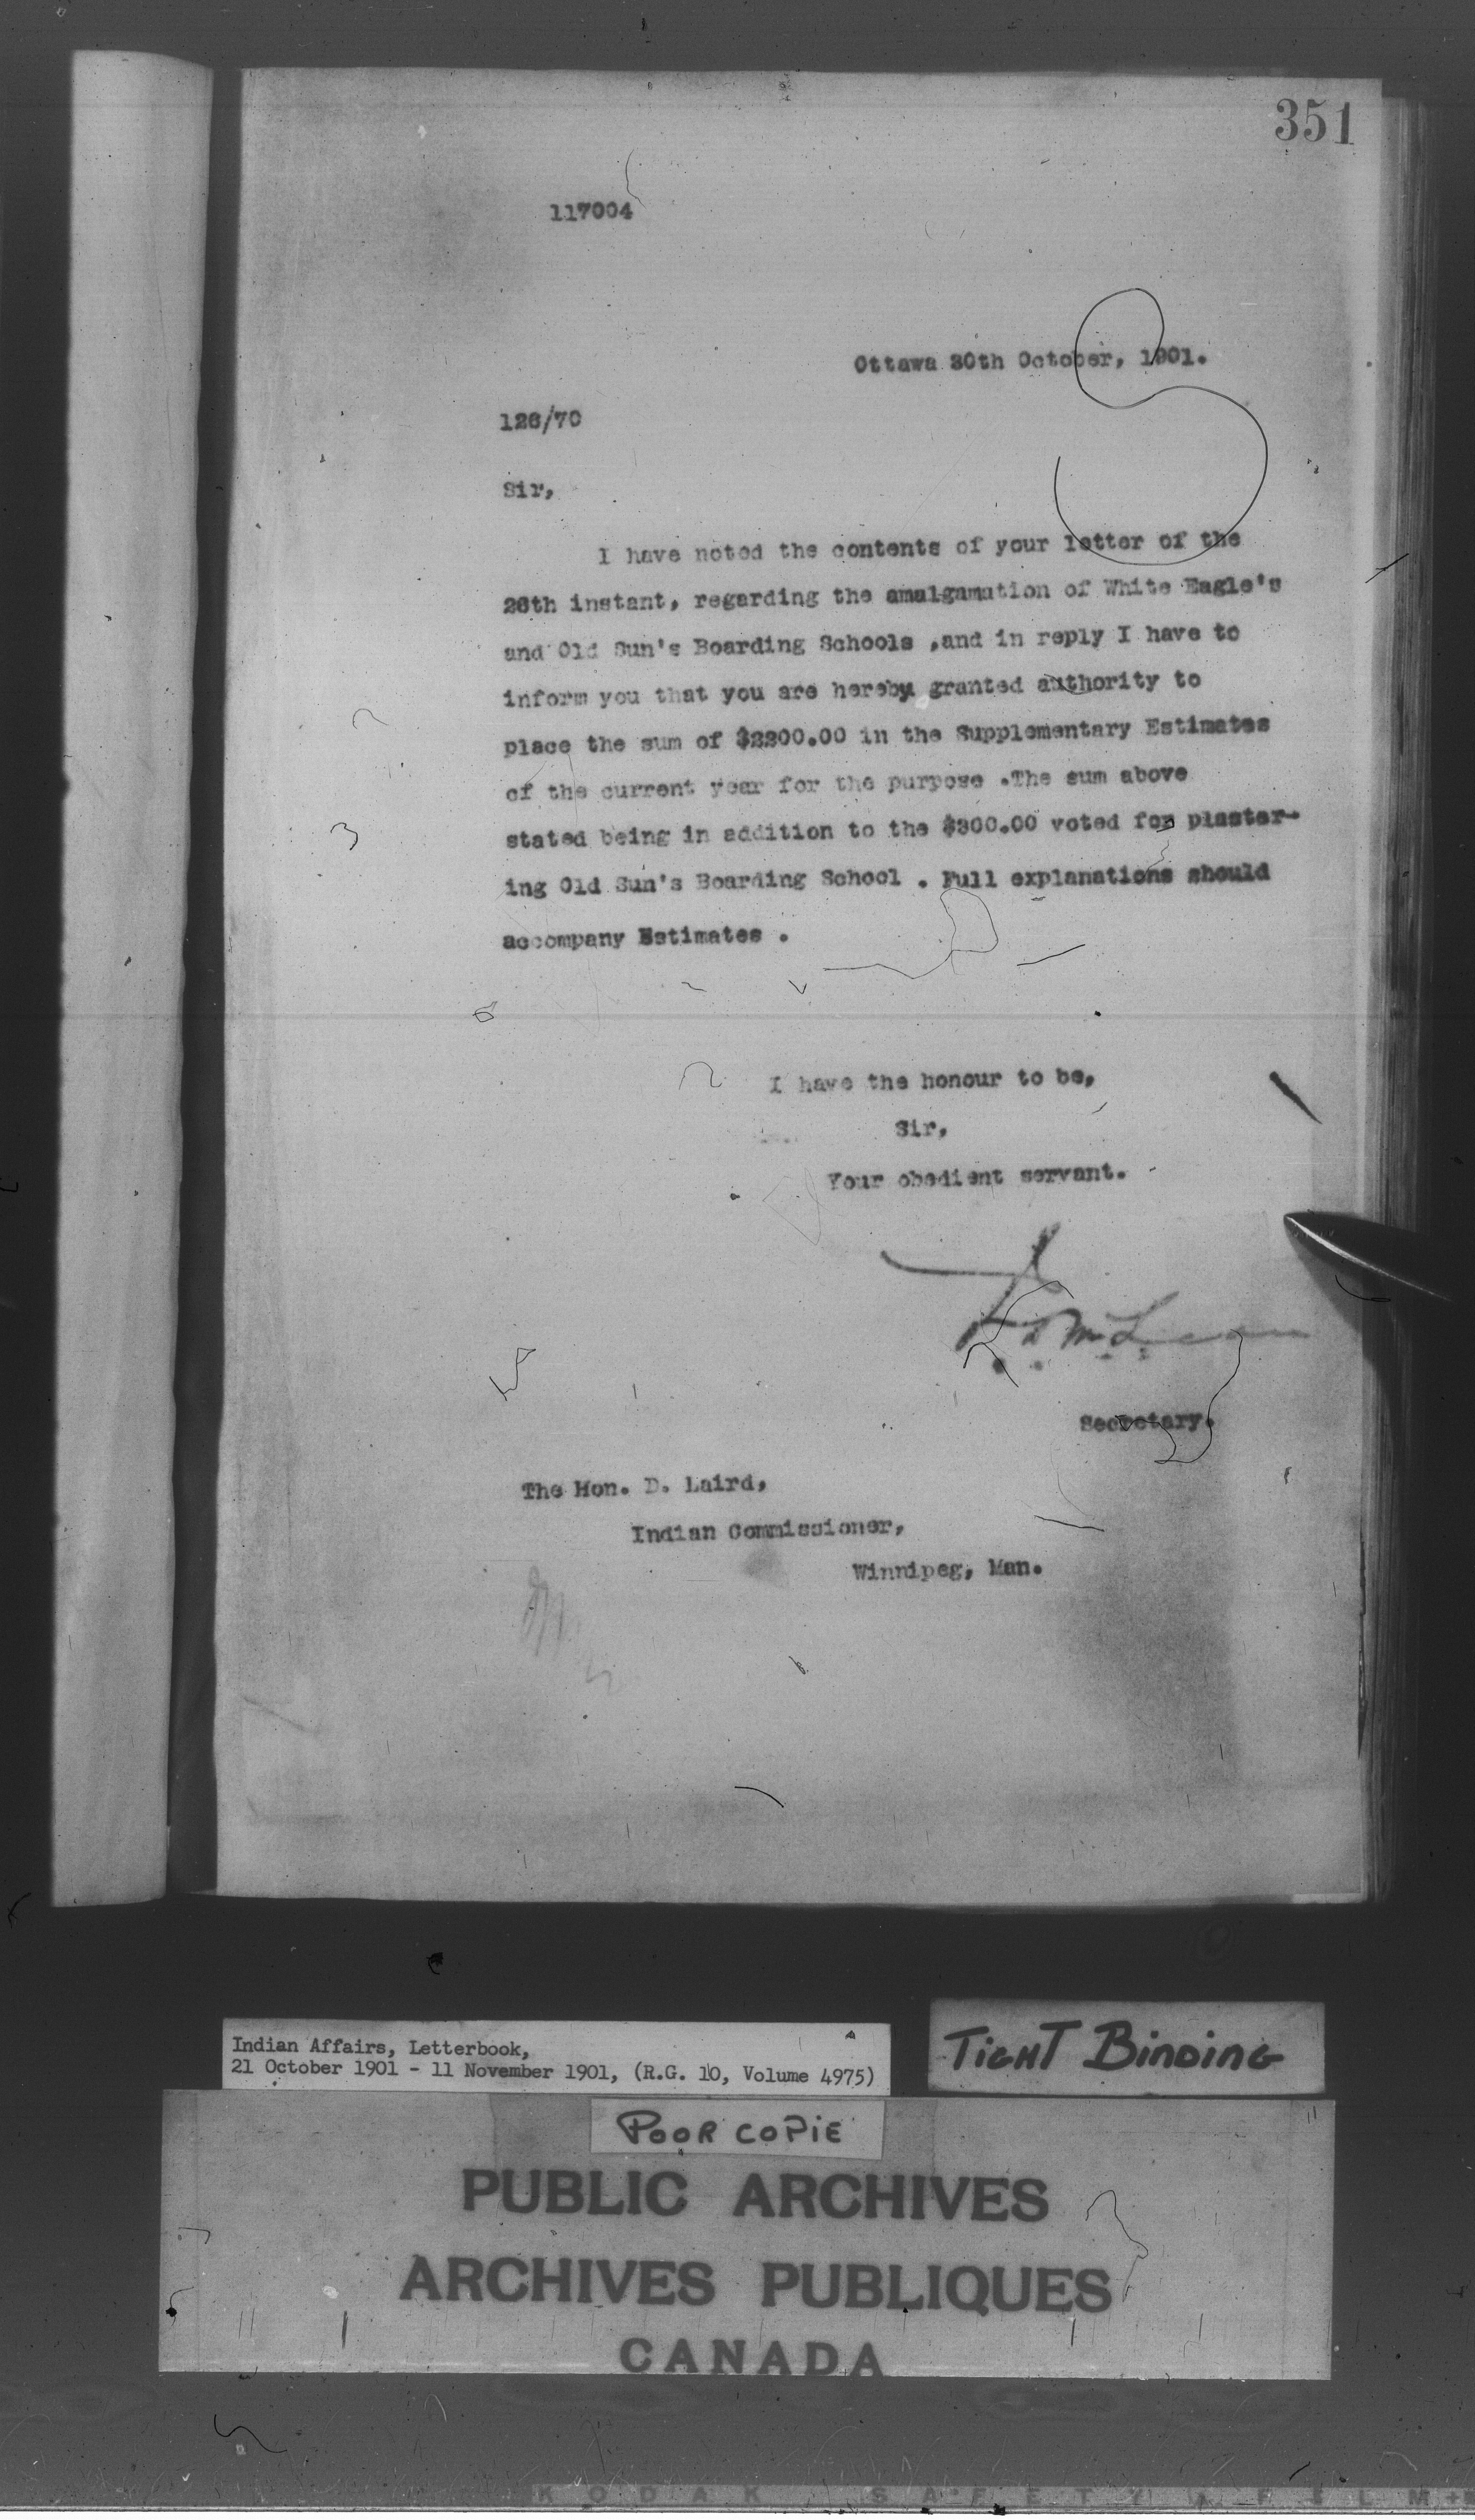 351
117004
Ottawa 30th October, 1901.
126/70
Sir,
I have noted the contents of your letter of the
26th instant, regarding the amalgamation of White Eagle's
and Old Sun's Boarding Schools ,and in reply I have to
inform you that you are hereby granted authority to
place the sum of $2200.00 in the Supplementary Estimates
of the current year for the purpose .The sum above
stated being in addition to the $300.00 voted for plaster-
ing Old Sun's Boarding School . Full explanations should
accompany Estimates .
I have the honour to be,
Sir,
Your obedient servant.
J. D. McLean
Secretary.
The Hon. D. Laird,
Indian Commissioner,
Winnipeg, Man.
Indian Affairs, Letterbook,
21 October 1901 - 11 November 1901, (R.G. 10, Volume 4975)
TIGHT BINDING
POOR COPIE
PUBLIC ARCHIVES
ARCHIVES PUBLIQUES
CANADA
KODAK SAFETY FILM